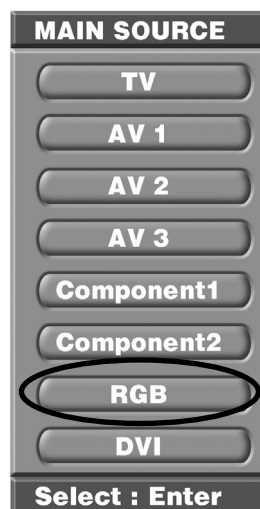 MAIN SOURCE
TV
AV 1
AV 2
AV 3
Component1
Component2
RGB
DVI
Select : Enter